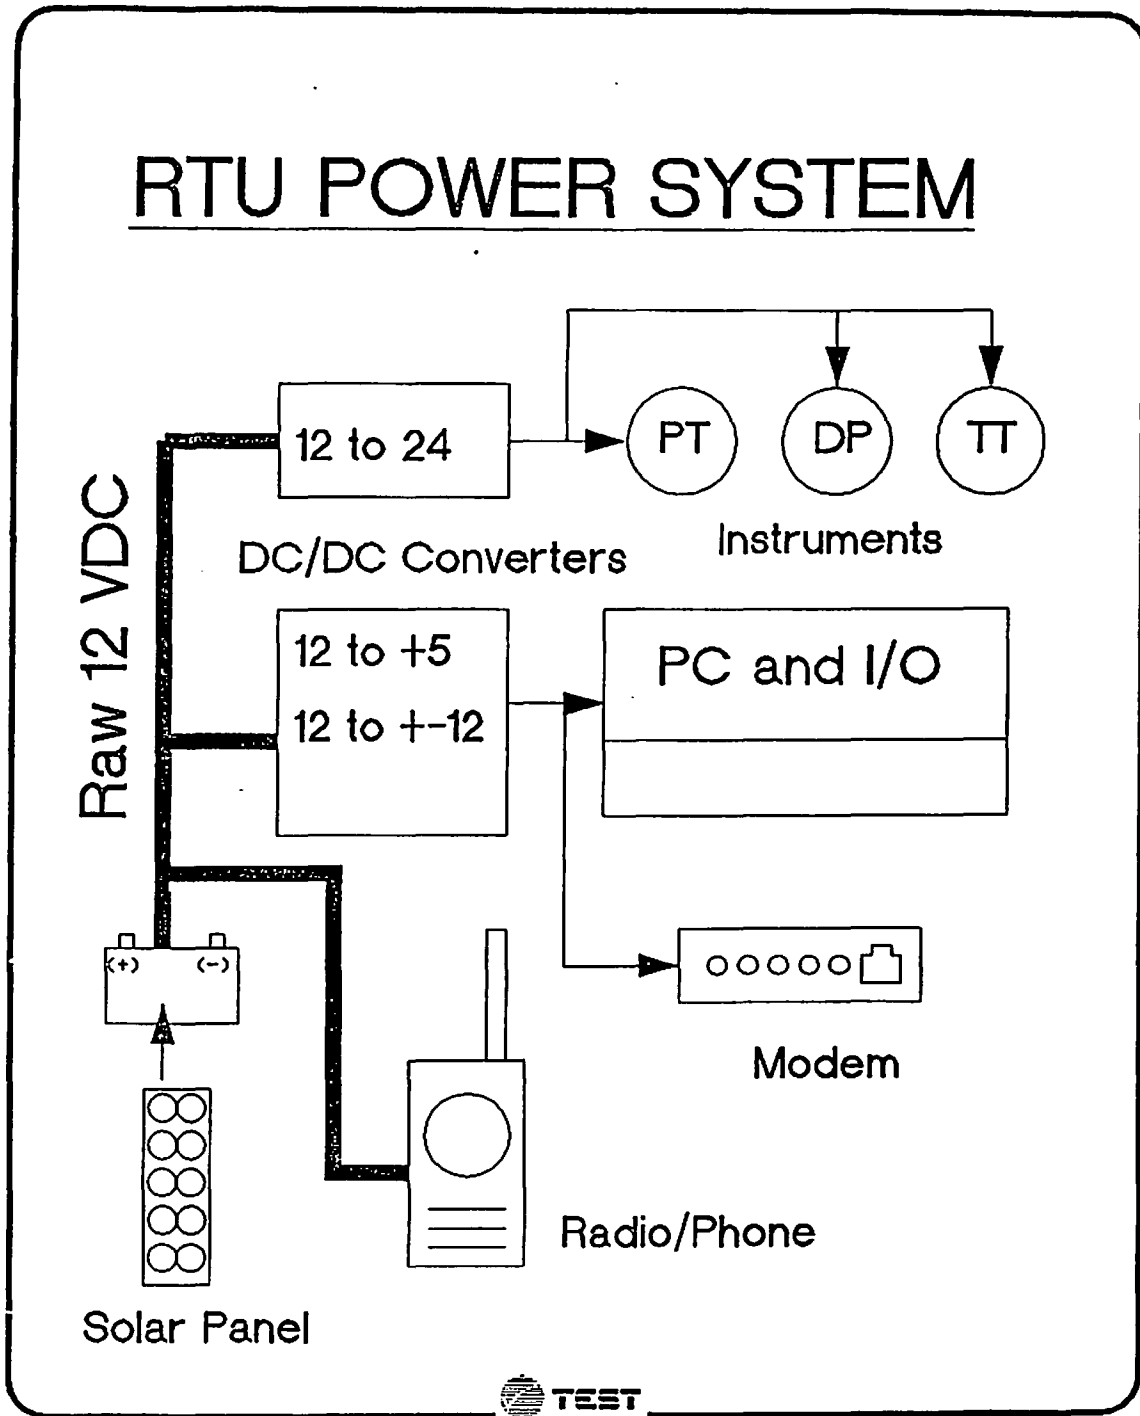 RTU POWER SYSTEM
12 to 24
PT
DP
TT
Instruments
DC/DC Converters
Raw 12 VDC
12 to +5
12 to +-12
PC and I/O
(+)
(-)
Modem
Radio/Phone
Solar Panel
TEST